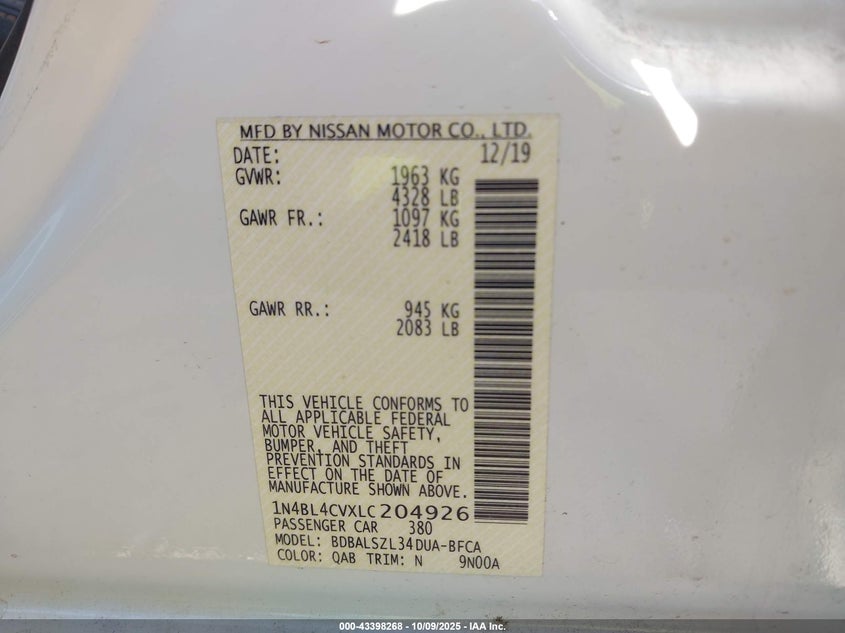 MFD BY NISSAN MOTOR CO., LTD.
DATE: 12/19
GVWR: 1963 KG
4328 LB
GAWR FR.: 1097 KG
2418 LB
GAWR RR.: 945 KG
2083 LB
THIS VEHICLE CONFORMS TO
ALL APPLICABLE FEDERAL
MOTOR VEHICLE SAFETY,
BUMPER, AND THEFT
PREVENTION STANDARDS IN
EFFECT ON THE DATE OF
MANUFACTURE SHOWN ABOVE.
1N4BL4CVXLC204926
PASSENGER CAR 380
MODEL: BDBALSZL34DUA-BFCA
COLOR: QAB TRIM: N 9N00A
000-43398268 - 10/09/2025 - IAA Inc.